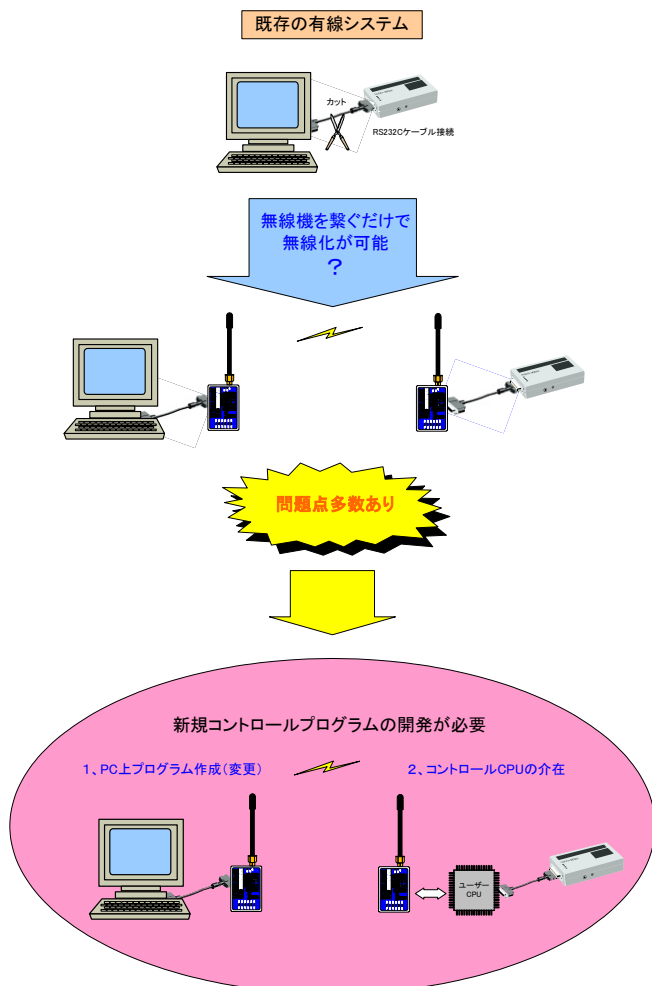 既存の有線システム
カット
RS232Cケーブル接続
無線機を繋ぐだけで
無線化が可能
?
問題点多数あり
新規コントロールプログラムの開発が必要
1、PC上プログラム作成(変更)
2、コントロールCPUの介在
ユーザー
CPU